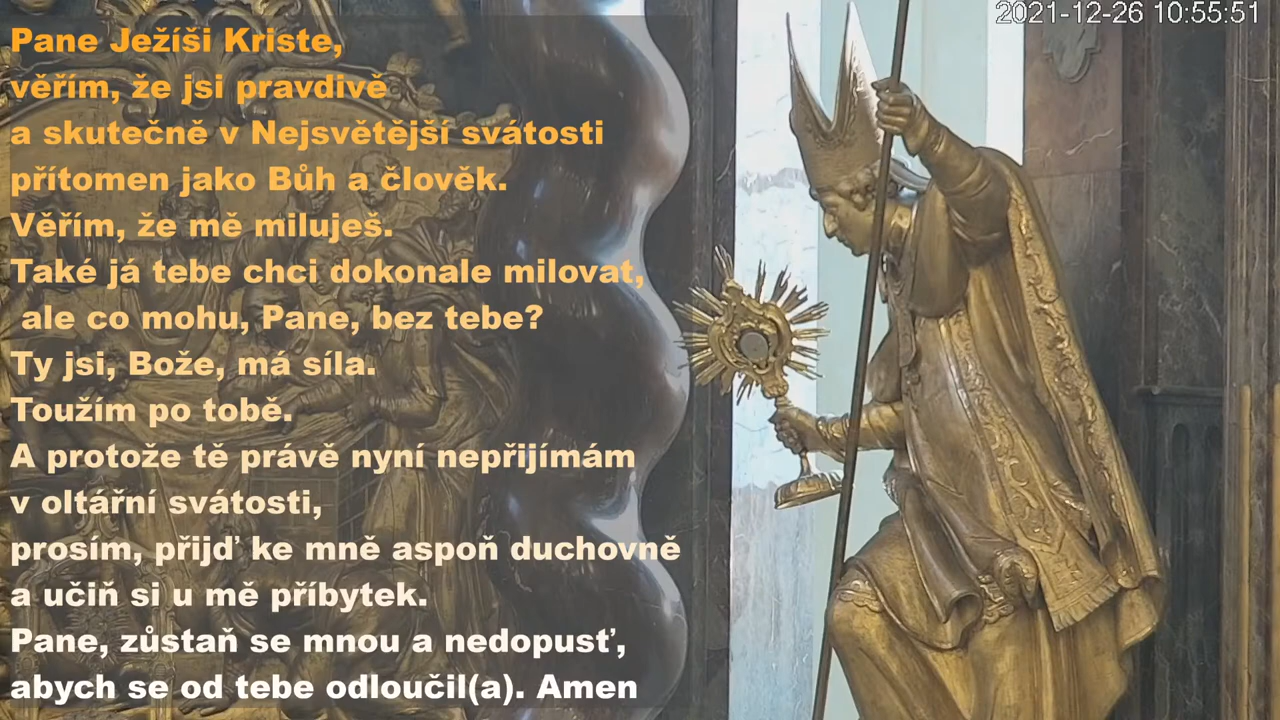 2021-12-26 10:55:51
Pane Ježíši Kriste,
věřím, že jsi pravdivě
a skutečně v Nejsvětější svátosti
přítomen jako Bůh a člověk.
Věřím, že mě miluješ.
Také já tebe chci dokonale milovat,
ale co mohu, Pane, bez tebe?
Ty jsi, Bože, má síla.
Toužím po tobě.
A protože tě právě nyní nepřijímám
v oltářní svátosti,
prosím, přijď ke mně aspoň duchovně
a učiň si u mě příbytek.
Pane, zůstaň se mnou a nedopusť,
abych se od tebe odloučil(a). Amen